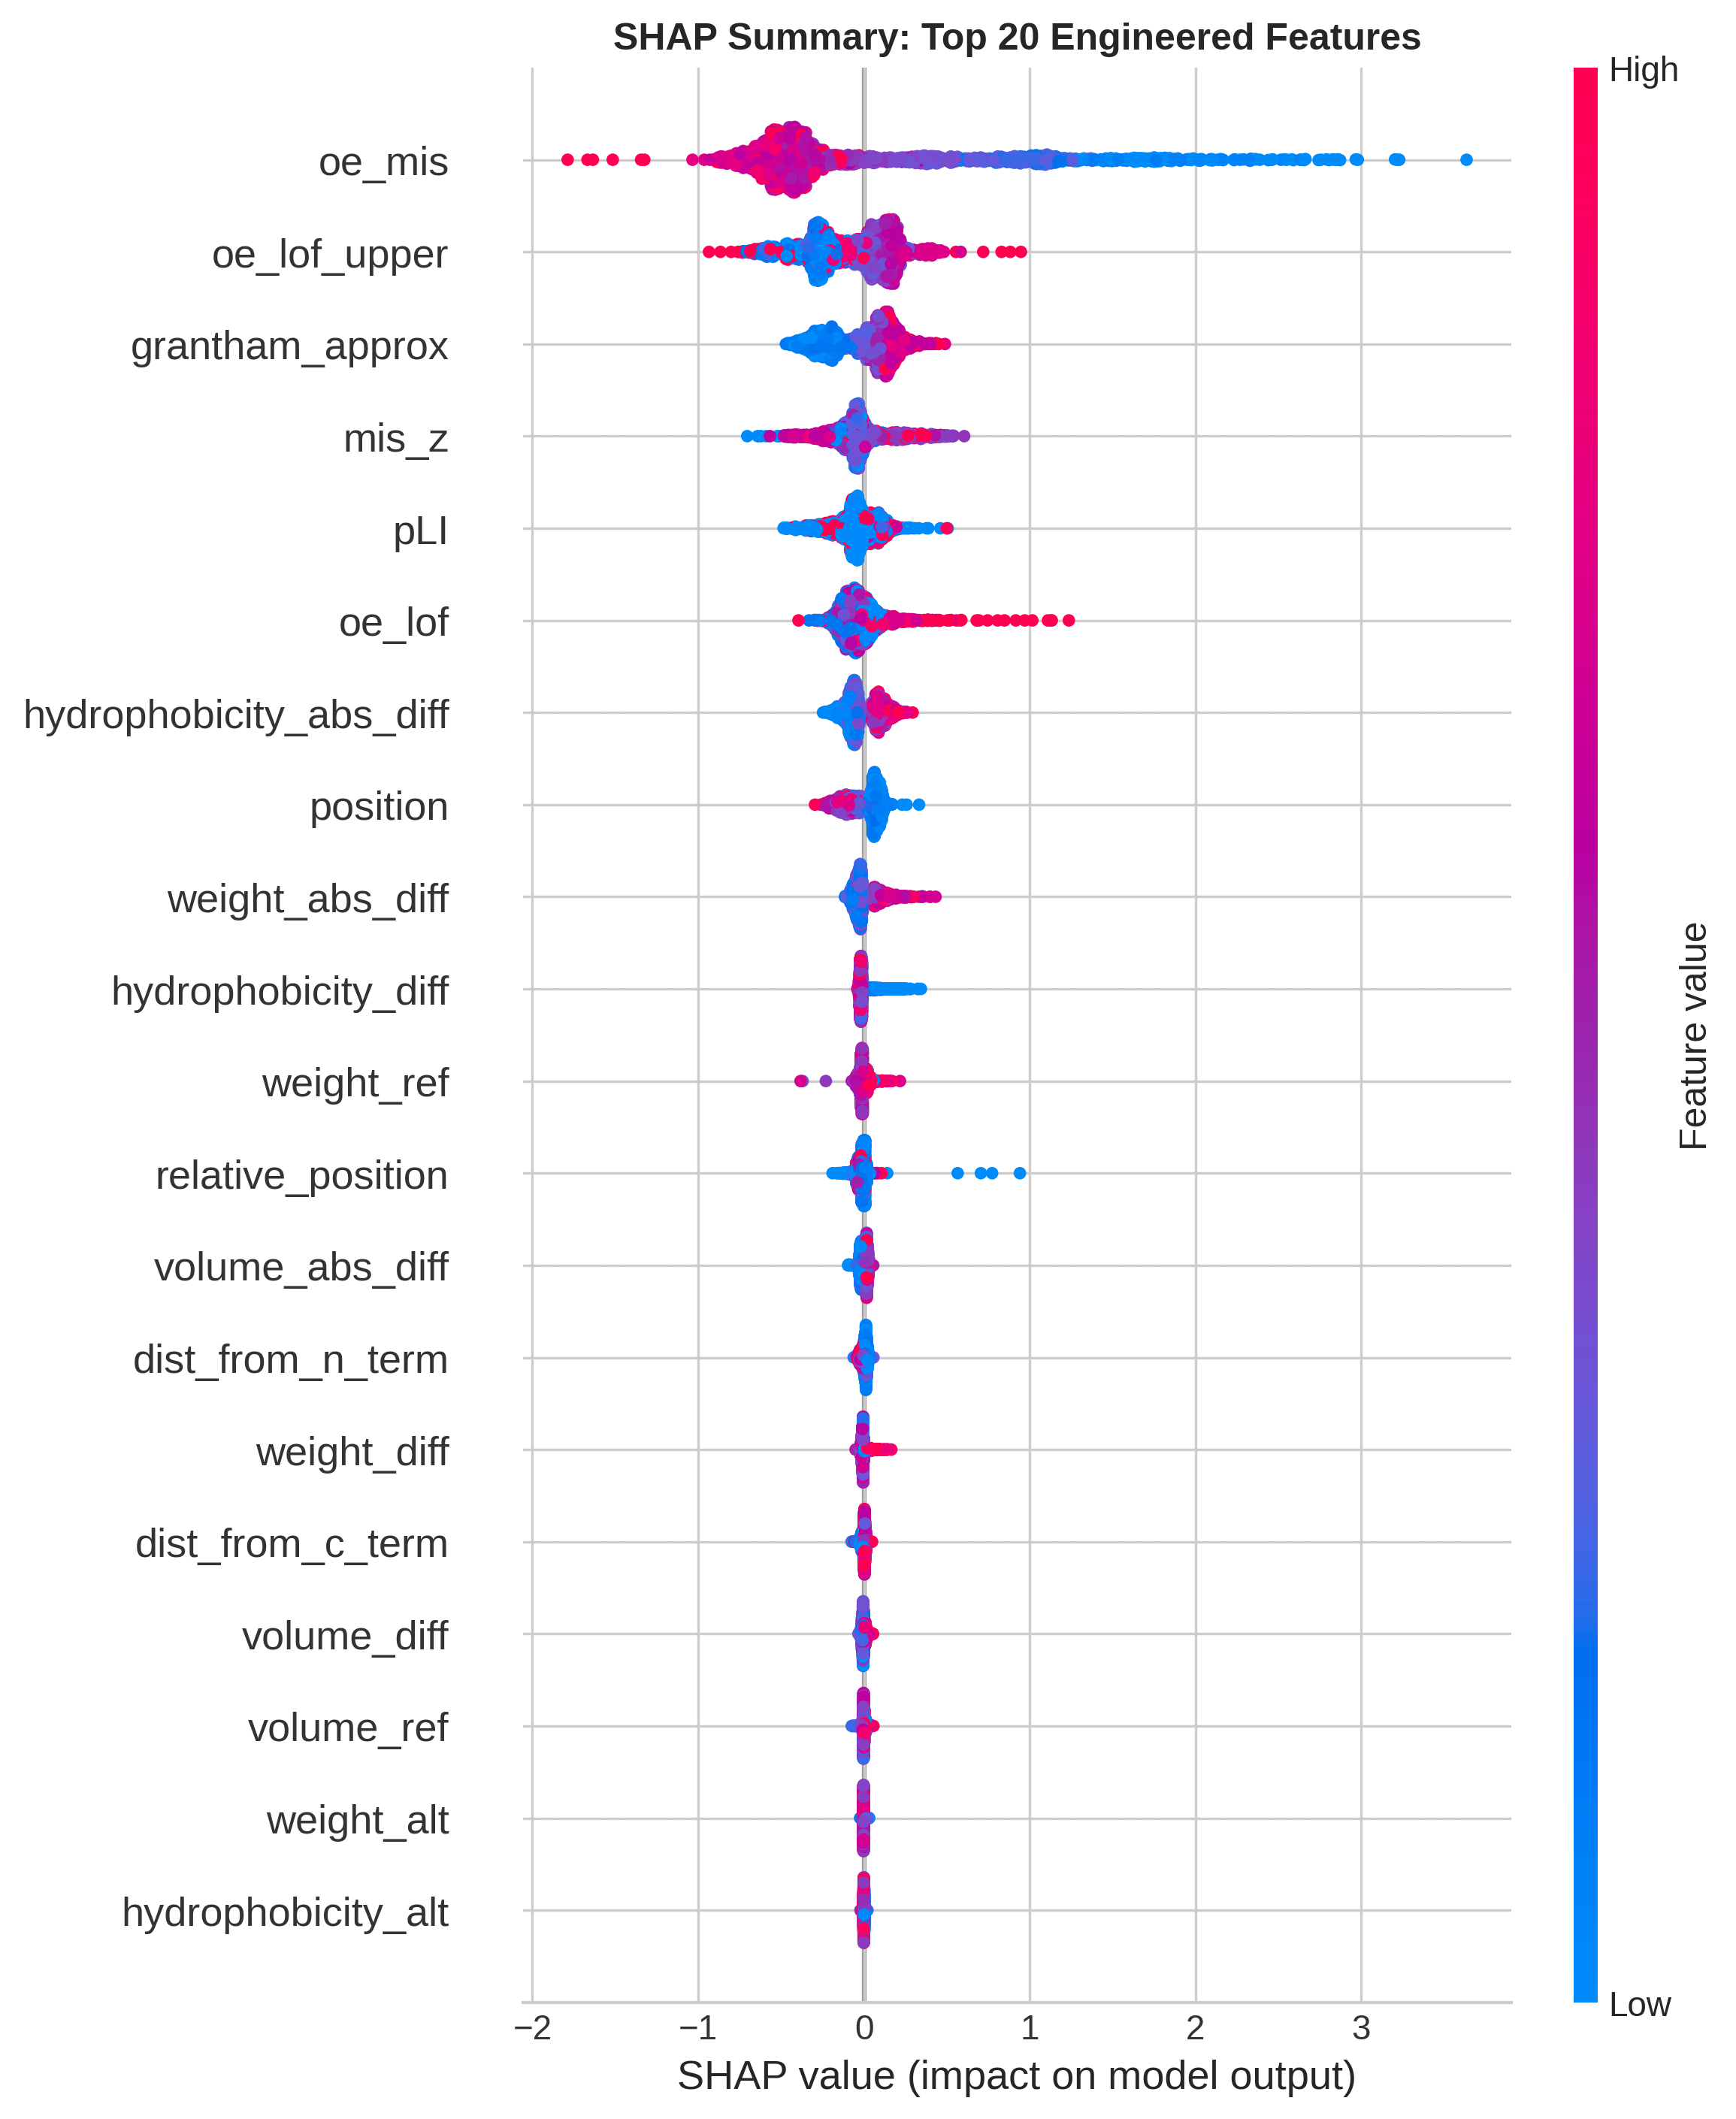 SHAP Summary: Top 20 Engineered Features
High
oe_mis
oe_lof_upper
grantham_approx
mis_z
pLI
oe_lof
hydrophobicity_abs_diff
position
weight_abs_diff
hydrophobicity_diff
weight_ref
relative_position
volume_abs_diff
dist_from_n_term
weight_diff
dist_from_c_term
volume_diff
volume_ref
weight_alt
hydrophobicity_alt
Feature value
Low
−2 −1 0 1 2 3
SHAP value (impact on model output)